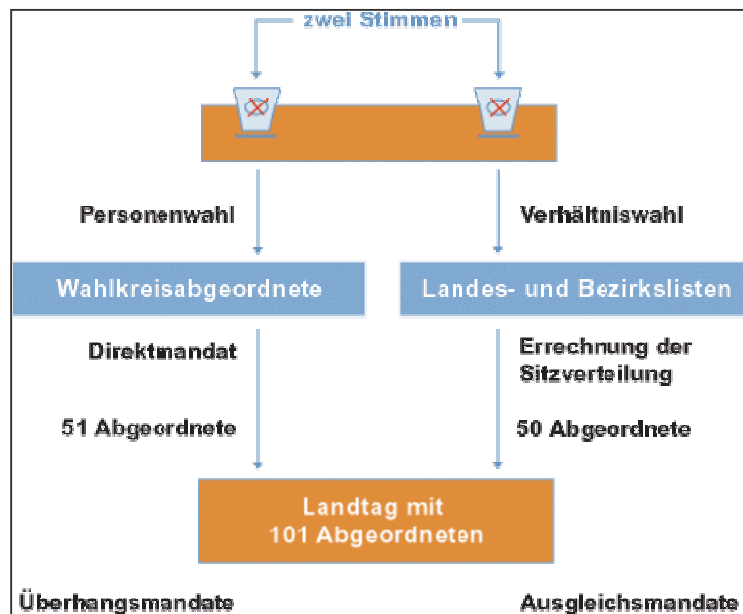 zwei Stimmen
Personenwahl
Verhältniswahl
Wahlkreisabgeordnete
Landes- und Bezirkslisten
Direktmandat
Errechnung der
Sitzverteilung
51 Abgeordnete
50 Abgeordnete
Landtag mit
101 Abgeordneten
Überhangsmandate
Ausgleichsmandate